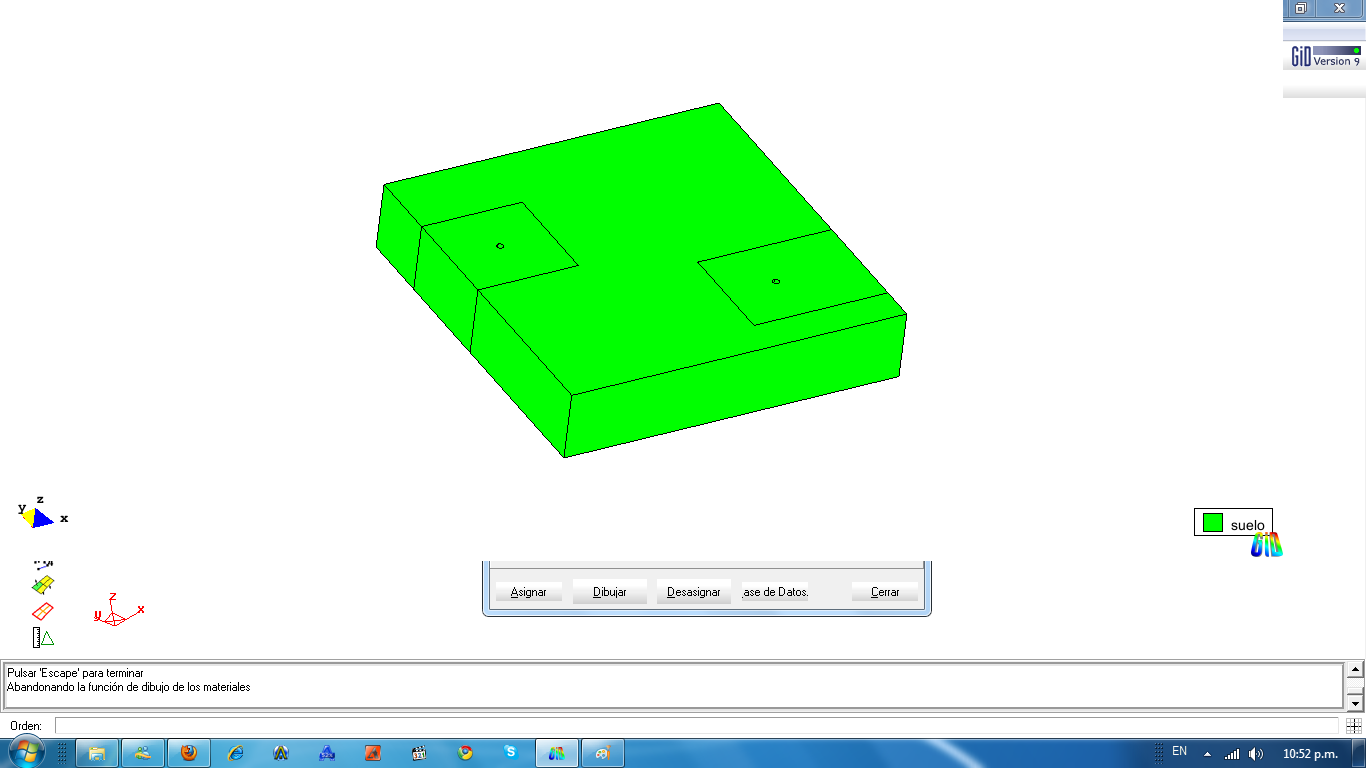 GiD Version 9
z
y
x
suelo
GiD
Asignar Dibujar Desasignar ase de Datos. Cerrar
z
y
x
Pulsar 'Escape' para terminar
Abandonando la función de dibujo de los materiales
Orden:
EN
10:52 p.m.